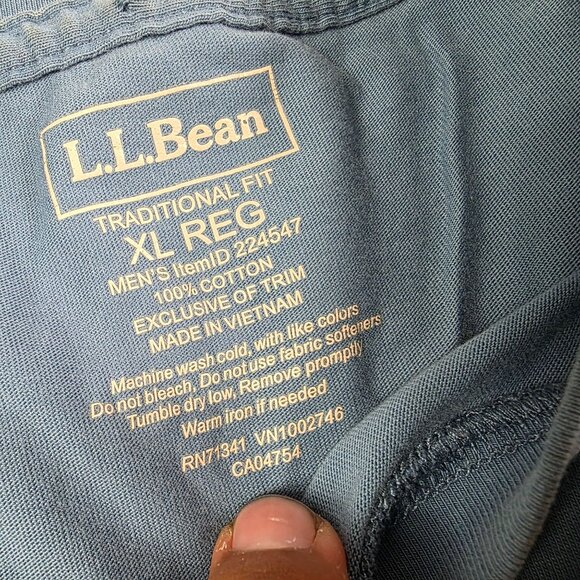 L.L.Bean
TRADITIONAL FIT
XL REG
MEN'S ItemID 224547
100% COTTON
EXCLUSIVE OF TRIM
MADE IN VIETNAM
Machine wash cold, with like colors
Do not bleach, Do not use fabric softeners
Tumble dry low, Remove promptly
Warm iron if needed
RN71341 VN1002746
CA04754